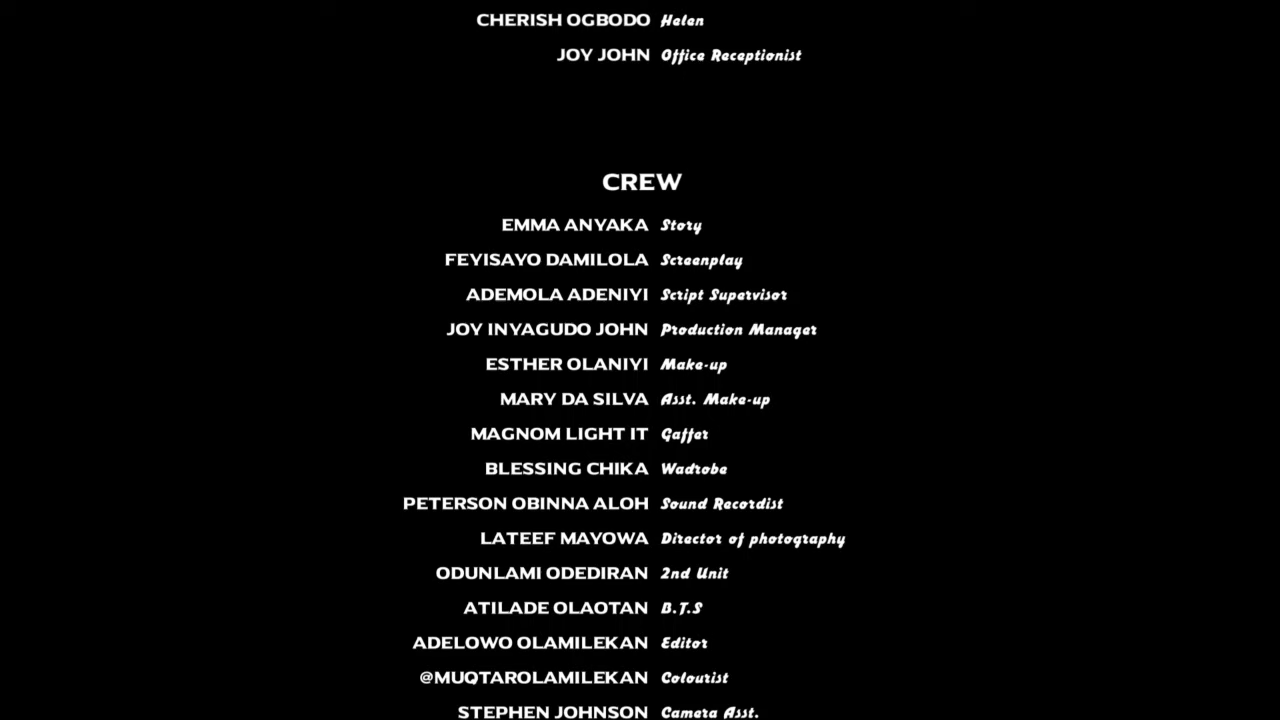 CHERISH OGBODO Helen
JOY JOHN Office Receptionist
CREW
EMMA ANYAKA Story
FEYISAYO DAMILOLA Screenplay
ADEMOLA ADENIYI Script Supervisor
JOY INYAGUDO JOHN Production Manager
ESTHER OLANIYI Make-up
MARY DA SILVA Asst. Make-up
MAGNOM LIGHT IT Gaffer
BLESSING CHIKA Wadrobe
PETERSON OBINNA ALOH Sound Recordist
LATEEF MAYOWA Director of photography
ODUNLAMI ODEDIRAN 2nd Unit
ATILADE OLAOTAN B.T.S
ADELOWO OLAMILEKAN Editor
@MUQTAROLAMILEKAN Colourist
STEPHEN JOHNSON Camera Asst.